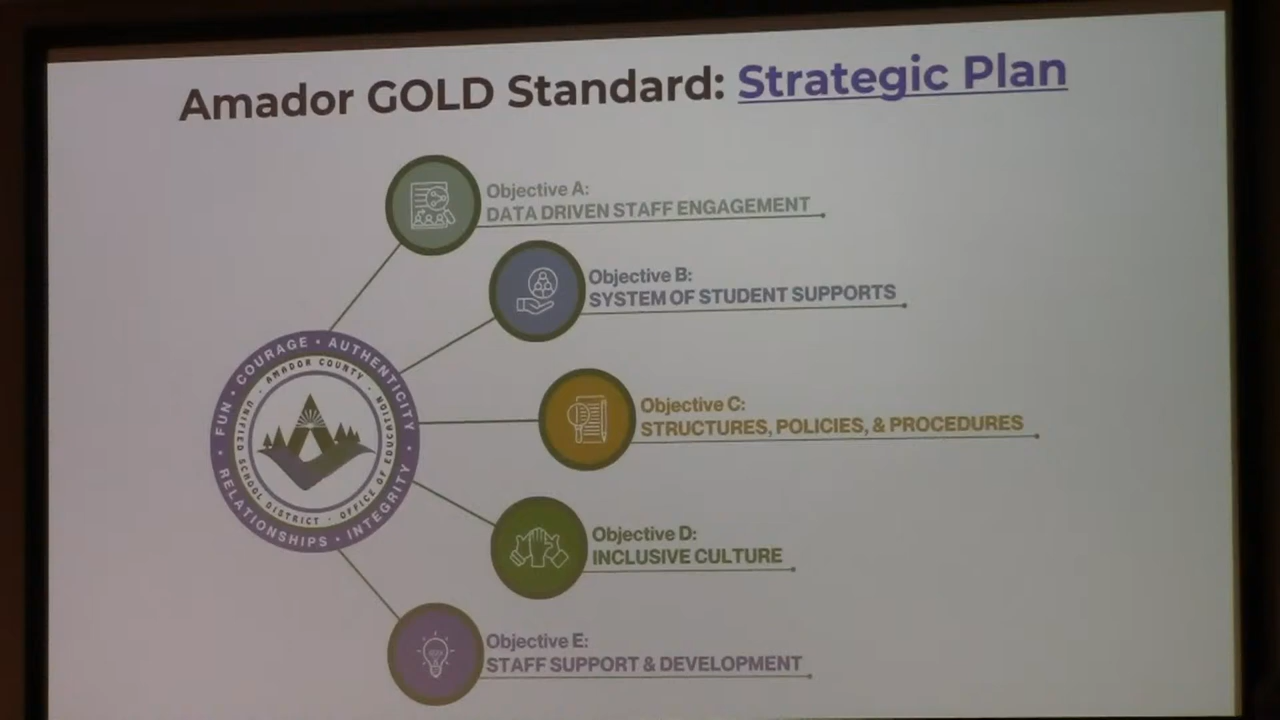 Amador GOLD Standard: Strategic Plan
Objective A:
DATA DRIVEN STAFF ENGAGEMENT
Objective B:
SYSTEM OF STUDENT SUPPORTS
FUN • COURAGE • AUTHENTICITY • INTEGRITY • RELATIONSHIPS •
AMADOR COUNTY
UNIFIED SCHOOL DISTRICT · OFFICE OF EDUCATION
Objective C:
STRUCTURES, POLICIES, & PROCEDURES
Objective D:
INCLUSIVE CULTURE
Objective E:
STAFF SUPPORT & DEVELOPMENT